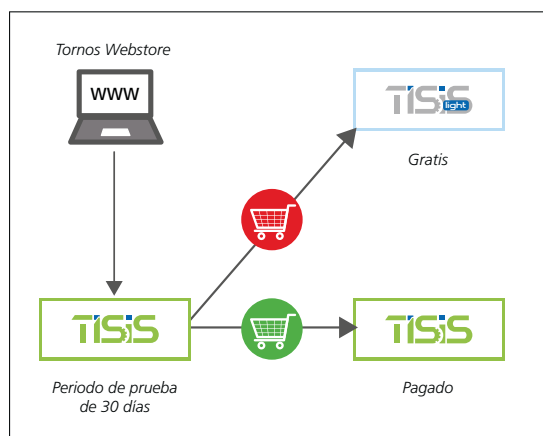 Tornos Webstore
www
TISIS
light
Gratis
TISIS
TISIS
Periodo de prueba
de 30 días
Pagado